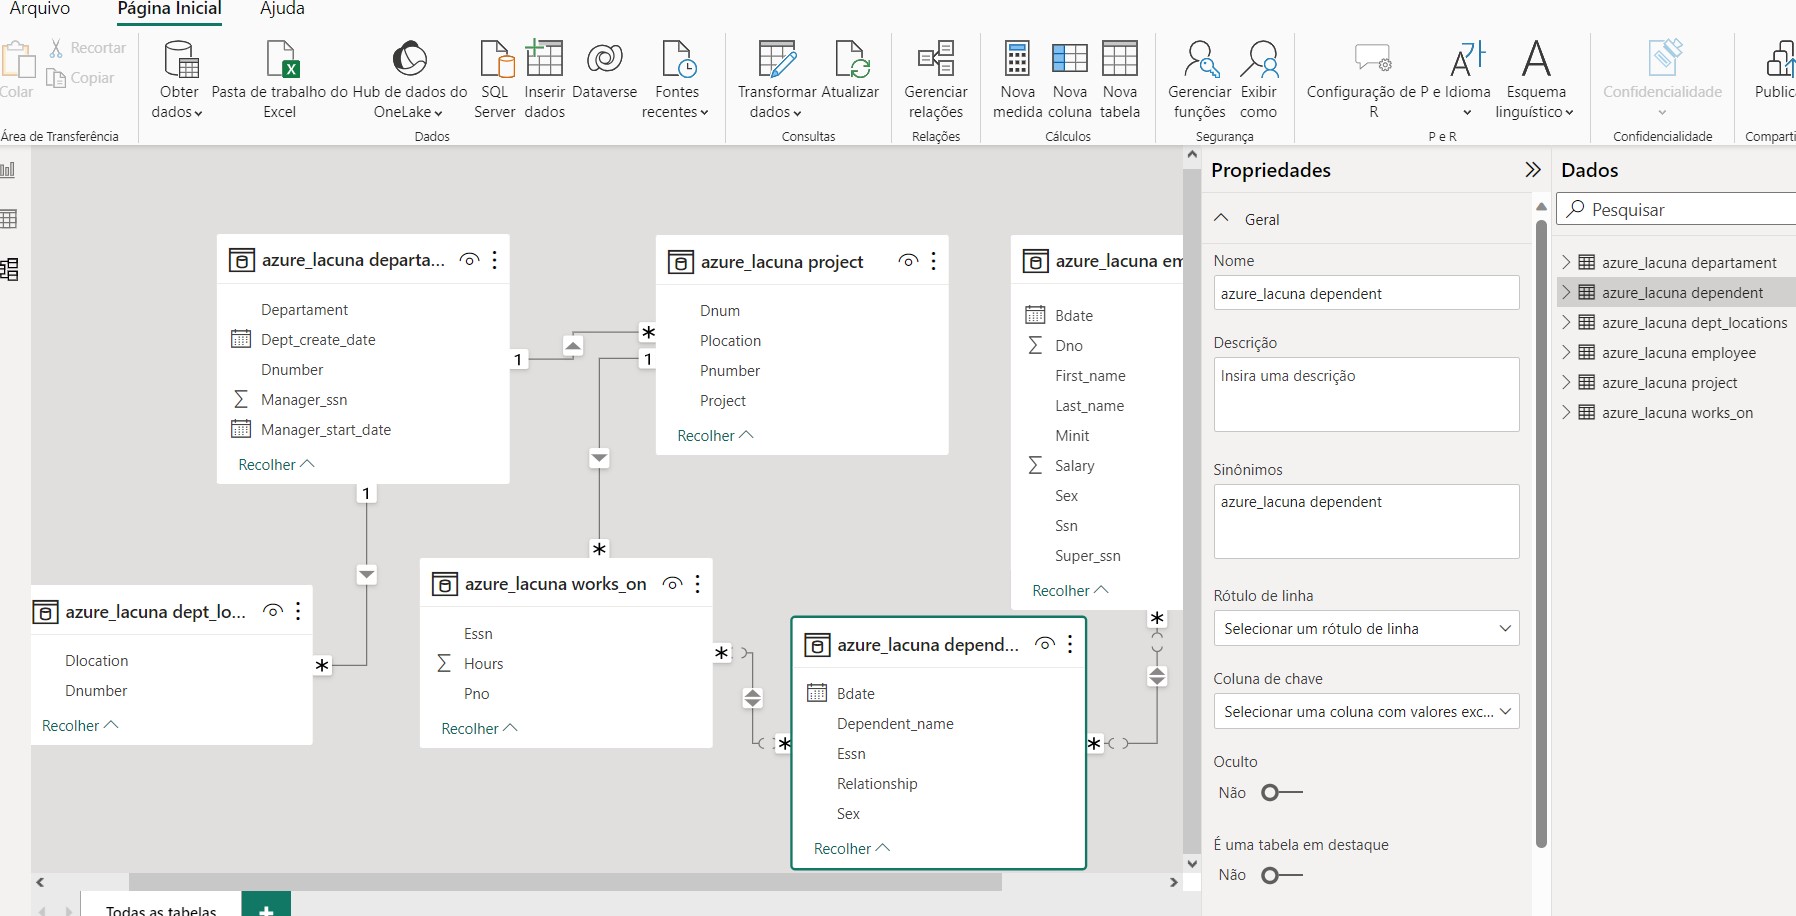 Arquivo
Página Inicial
Ajuda
Colar
Recortar
Copiar
Área de Transferência
Obter dados
Pasta de trabalho do Excel
Hub de dados do OneLake
SQL Server
Inserir dados
Dataverse
Fontes recentes
Dados
Transformar dados
Atualizar
Consultas
Gerenciar relações
Relações
Nova medida
Nova coluna
Nova tabela
Cálculos
Gerenciar funções
Exibir como
Segurança
Configuração de P e R
Idioma
Esquema linguístico
P e R
Confidencialidade
Confidencialidade
Public
Comparti
azure_lacuna departa...
Departament
Dept_create_date
Dnumber
Manager_ssn
Manager_start_date
Recolher
azure_lacuna project
Dnum
Plocation
Pnumber
Project
Recolher
azure_lacuna em
Bdate
Dno
First_name
Last_name
Minit
Salary
Sex
Ssn
Super_ssn
Recolher
1
*
1
*
1
*
azure_lacuna dept_lo...
Dlocation
Dnumber
Recolher
azure_lacuna works_on
Essn
Hours
Pno
Recolher
*
*
*
*
azure_lacuna depend...
Bdate
Dependent_name
Essn
Relationship
Sex
Recolher
Todas as tabelas
+
Propriedades
Geral
Nome
azure_lacuna dependent
Descrição
Insira uma descrição
Sinônimos
azure_lacuna dependent
Rótulo de linha
Selecionar um rótulo de linha
Coluna de chave
Selecionar uma coluna com valores exc...
Oculto
Não
É uma tabela em destaque
Não
Dados
Pesquisar
azure_lacuna departament
azure_lacuna dependent
azure_lacuna dept_locations
azure_lacuna employee
azure_lacuna project
azure_lacuna works_on